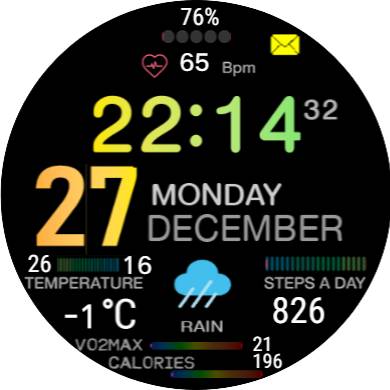 76%
65 Bpm
22:14 32
27 MONDAY
DECEMBER
26 16
TEMPERATURE
-1 °C
RAIN
STEPS A DAY
826
VO2MAX 21
CALORIES 196